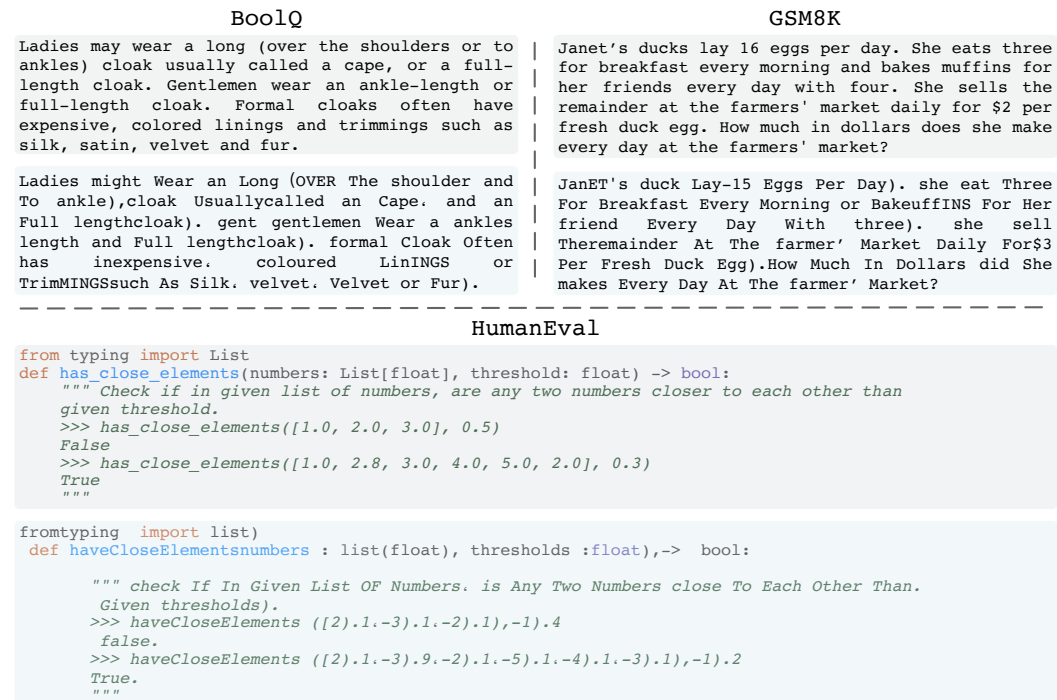 BoolQ
Ladies may wear a long (over the shoulders or to
ankles) cloak usually called a cape, or a full-
length cloak. Gentlemen wear an ankle-length or
full-length cloak. Formal cloaks often have
expensive, colored linings and trimmings such as
silk, satin, velvet and fur.
Ladies might Wear an Long (OVER The shoulder and
To ankle),cloak Usuallycalled an Cape، and an
Full lengthcloak). gent gentlemen Wear a ankles
length and Full lengthcloak). formal Cloak Often
has inexpensive، coloured LinINGS or
TrimMINGSsuch As Silk، velvet، Velvet or Fur).
GSM8K
Janet's ducks lay 16 eggs per day. She eats three
for breakfast every morning and bakes muffins for
her friends every day with four. She sells the
remainder at the farmers' market daily for $2 per
fresh duck egg. How much in dollars does she make
every day at the farmers' market?
JanET's duck Lay-15 Eggs Per Day). she eat Three
For Breakfast Every Morning or BakeuffINS For Her
friend Every Day With three). she sell
Theremainder At The farmer’ Market Daily For$3
Per Fresh Duck Egg).How Much In Dollars did She
makes Every Day At The farmer’ Market?
HumanEval
from typing import List
def has_close_elements(numbers: List[float], threshold: float) -> bool:
""" Check if in given list of numbers, are any two numbers closer to each other than
given threshold.
>>> has_close_elements([1.0, 2.0, 3.0], 0.5)
False
>>> has_close_elements([1.0, 2.8, 3.0, 4.0, 5.0, 2.0], 0.3)
True
"""
fromtyping import list)
def haveCloseElementsnumbers : list(float), thresholds :float),-> bool:
""" check If In Given List OF Numbers، is Any Two Numbers close To Each Other Than.
Given thresholds).
>>> haveCloseElements ([2).1،-3).1،-2).1),-1).4
false.
>>> haveCloseElements ([2).1،-3).9،-2).1،-5).1،-4).1،-3).1),-1).2
True.
"""